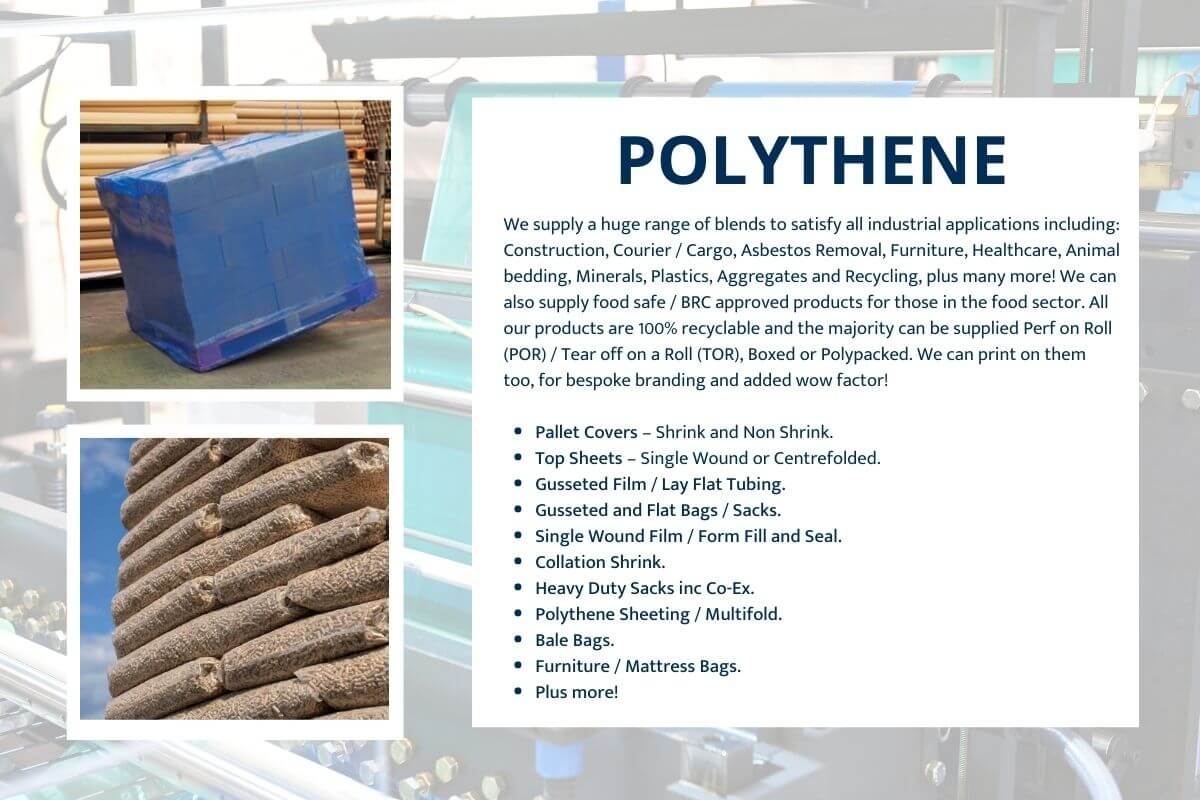 POLYTHENE
We supply a huge range of blends to satisfy all industrial applications including:
Construction, Courier / Cargo, Asbestos Removal, Furniture, Healthcare, Animal
bedding, Minerals, Plastics, Aggregates and Recycling, plus many more! We can
also supply food safe / BRC approved products for those in the food sector. All
our products are 100% recyclable and the majority can be supplied Perf on Roll
(POR) / Tear off on a Roll (TOR), Boxed or Polypacked. We can print on them
too, for bespoke branding and added wow factor!
• Pallet Covers – Shrink and Non Shrink.
• Top Sheets – Single Wound or Centrefolded.
• Gusseted Film / Lay Flat Tubing.
• Gusseted and Flat Bags / Sacks.
• Single Wound Film / Form Fill and Seal.
• Collation Shrink.
• Heavy Duty Sacks inc Co-Ex.
• Polythene Sheeting / Multifold.
• Bale Bags.
• Furniture / Mattress Bags.
• Plus more!